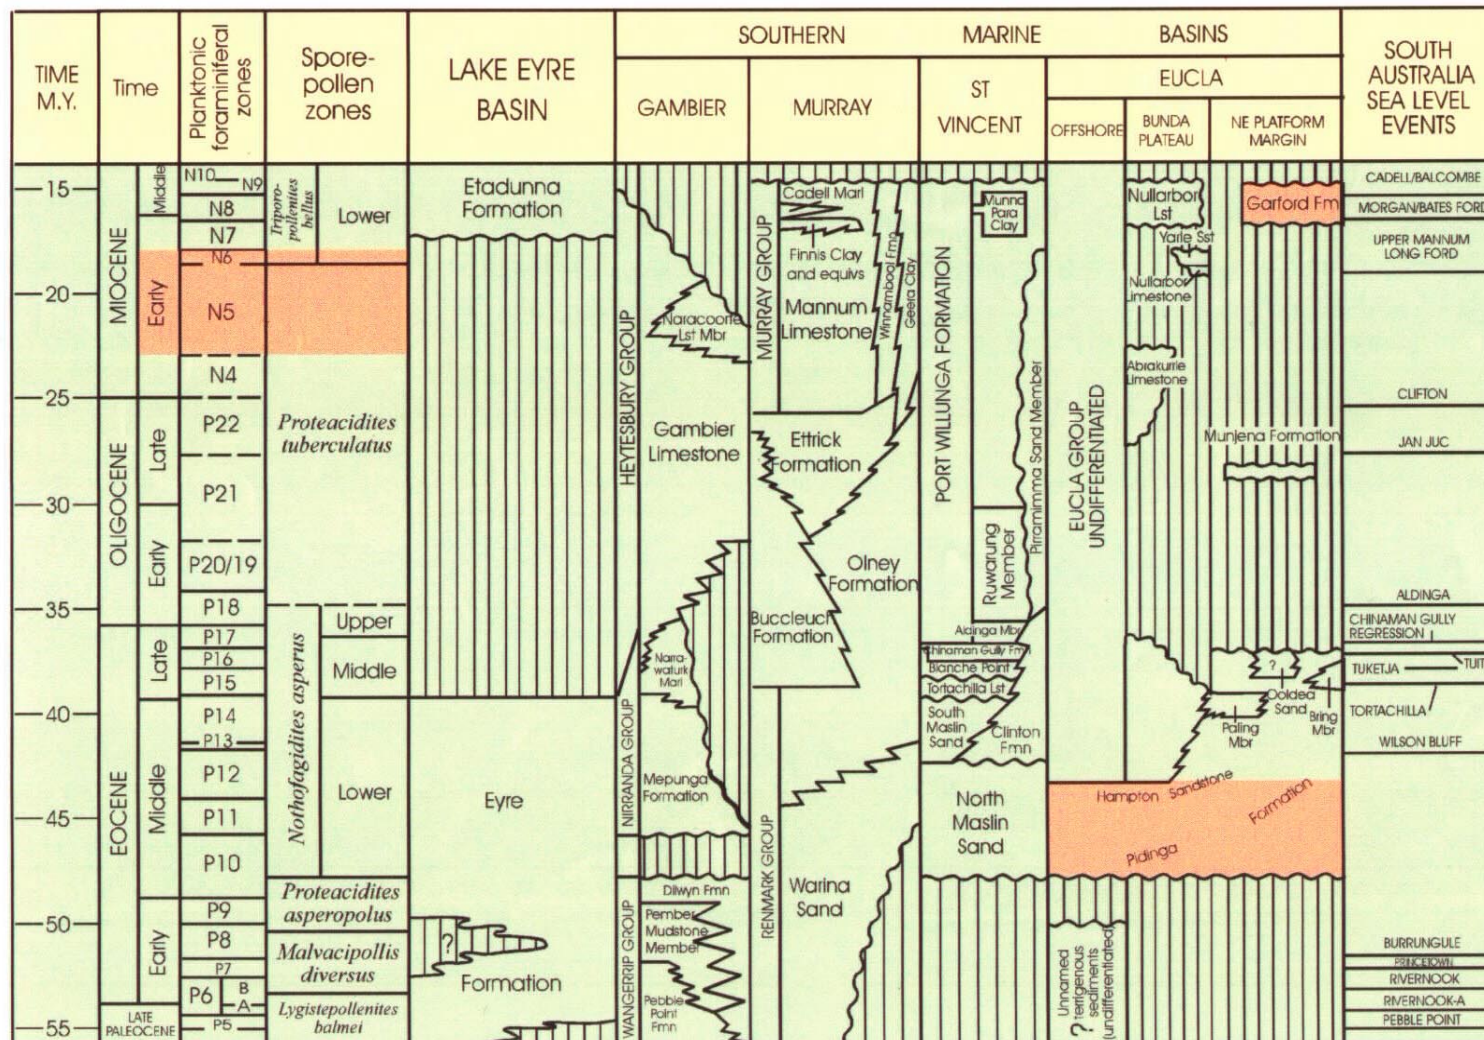 TIME
M.Y.
Time
Planktonic
foraminiferal
zones
Spore-
pollen
zones
LAKE EYRE
BASIN
SOUTHERN MARINE BASINS
GAMBIER
MURRAY
ST
VINCENT
EUCLA
OFFSHORE
BUNDA
PLATEAU
NE PLATFORM
MARGIN
SOUTH
AUSTRALIA
SEA LEVEL
EVENTS
15
20
25
30
35
40
45
50
55
MIOCENE
Middle
Early
OLIGOCENE
Late
Early
EOCENE
Late
Middle
Early
LATE
PALEOCENE
N10
N9
N8
N7
N6
N5
N4
P22
P21
P20/19
P18
P17
P16
P15
P14
P13
P12
P11
P10
P9
P8
P7
P6
B
A
P5
Triporo-
pollenites
bellus
Lower
Proteacidites
tuberculatus
Nothofagidites asperus
Upper
Middle
Lower
Proteacidites
asperopolus
Malvacipollis
diversus
Lygistepollenites
balmei
Etadunna
Formation
Eyre
?
Formation
HEYTESBURY GROUP
Naracoorte
Lst Mbr
Gambier
Limestone
Narra-
waturk
Marl
NIRRANDA GROUP
Mepunga
Formation
WANGERRIP GROUP
Dilwyn Fmn
Pember
Mudstone
Member
Pebble
Point
Fmn
MURRAY GROUP
Cadell Marl
Finnis Clay
and equivs
Mannum
Limestone
Winnambool Fmn
Geera Clay
Ettrick
Formation
Olney
Formation
Buccleuch
Formation
RENMARK GROUP
Warina
Sand
PORT WILLUNGA FORMATION
Munno
Para
Clay
Pirramimma Sand Member
Ruwarung
Member
Aldinga Mbr
Chinaman Gully Fmn
Blanche Point
Tortachilla Lst
South
Maslin
Sand
Clinton
Fmn
North
Maslin
Sand
EUCLA GROUP
UNDIFFERENTIATED
Nullarbor
Lst
Yarle Sst
Nullarbor
Limestone
Abrakurrie
Limestone
Garford Fm
Munjena Formation
?
Ooldea
Sand
Bring
Mbr
Paling
Mbr
Hampton Sandstone
Pidinga Formation
Unnamed
? terrigenous
sediments
(undifferentiated)
CADELL/BALCOMBE
MORGAN/BATES FORD
UPPER MANNUM
LONG FORD
CLIFTON
JAN JUC
ALDINGA
CHINAMAN GULLY
REGRESSION
TUKETJA
TUIT
TORTACHILLA
WILSON BLUFF
BURRUNGULE
PRINCETOWN
RIVERNOOK
RIVERNOOK-A
PEBBLE POINT